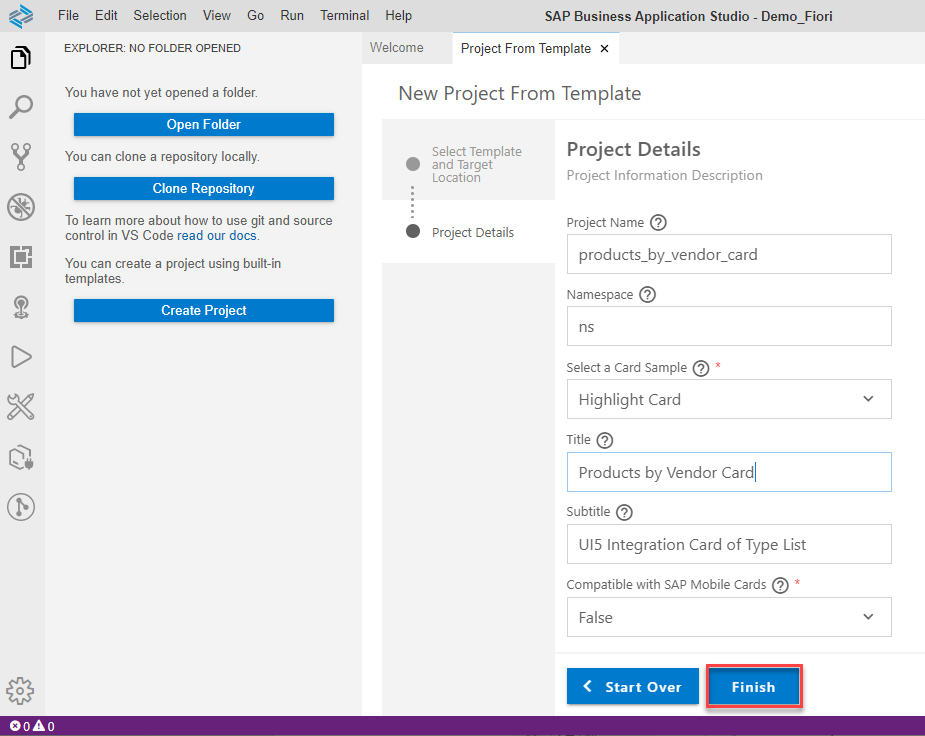 File Edit Selection View Go Run Terminal Help SAP Business Application Studio - Demo_Fiori
EXPLORER: NO FOLDER OPENED
You have not yet opened a folder.
Open Folder
You can clone a repository locally.
Clone Repository
To learn more about how to use git and source
control in VS Code read our docs.
You can create a project using built-in
templates.
Create Project
Welcome Project From Template ×
New Project From Template
Select Template
and Target
Location
Project Details
Project Details
Project Information Description
Project Name ?
products_by_vendor_card
Namespace ?
ns
Select a Card Sample ? *
Highlight Card
Title ?
Products by Vendor Card
Subtitle ?
UI5 Integration Card of Type List
Compatible with SAP Mobile Cards ? *
False
Start Over Finish
0 0